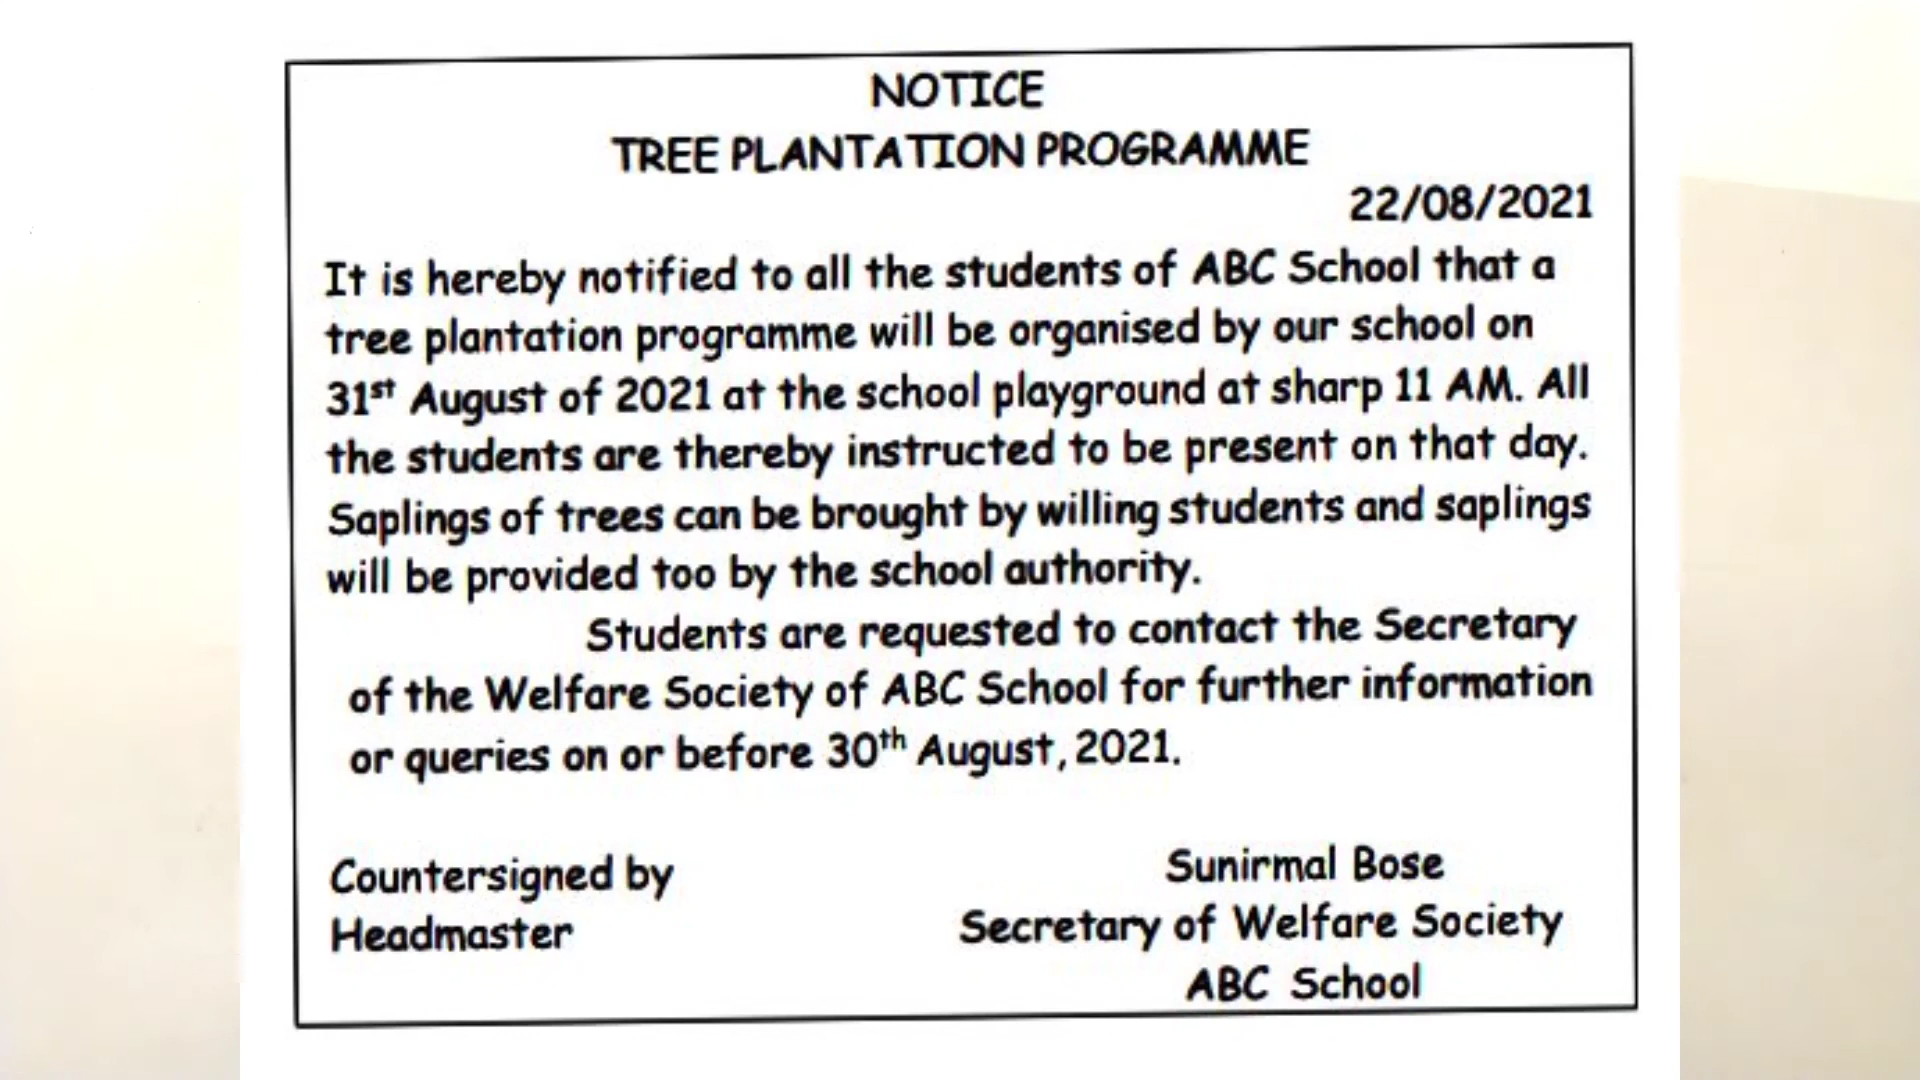 NOTICE
TREE PLANTATION PROGRAMME
22/08/2021
It is hereby notified to all the students of ABC School that a
tree plantation programme will be organised by our school on
31st August of 2021 at the school playground at sharp 11 AM. All
the students are thereby instructed to be present on that day.
Saplings of trees can be brought by willing students and saplings
will be provided too by the school authority.
Students are requested to contact the Secretary
of the Welfare Society of ABC School for further information
or queries on or before 30th August, 2021.
Countersigned by
Headmaster
Sunirmal Bose
Secretary of Welfare Society
ABC School